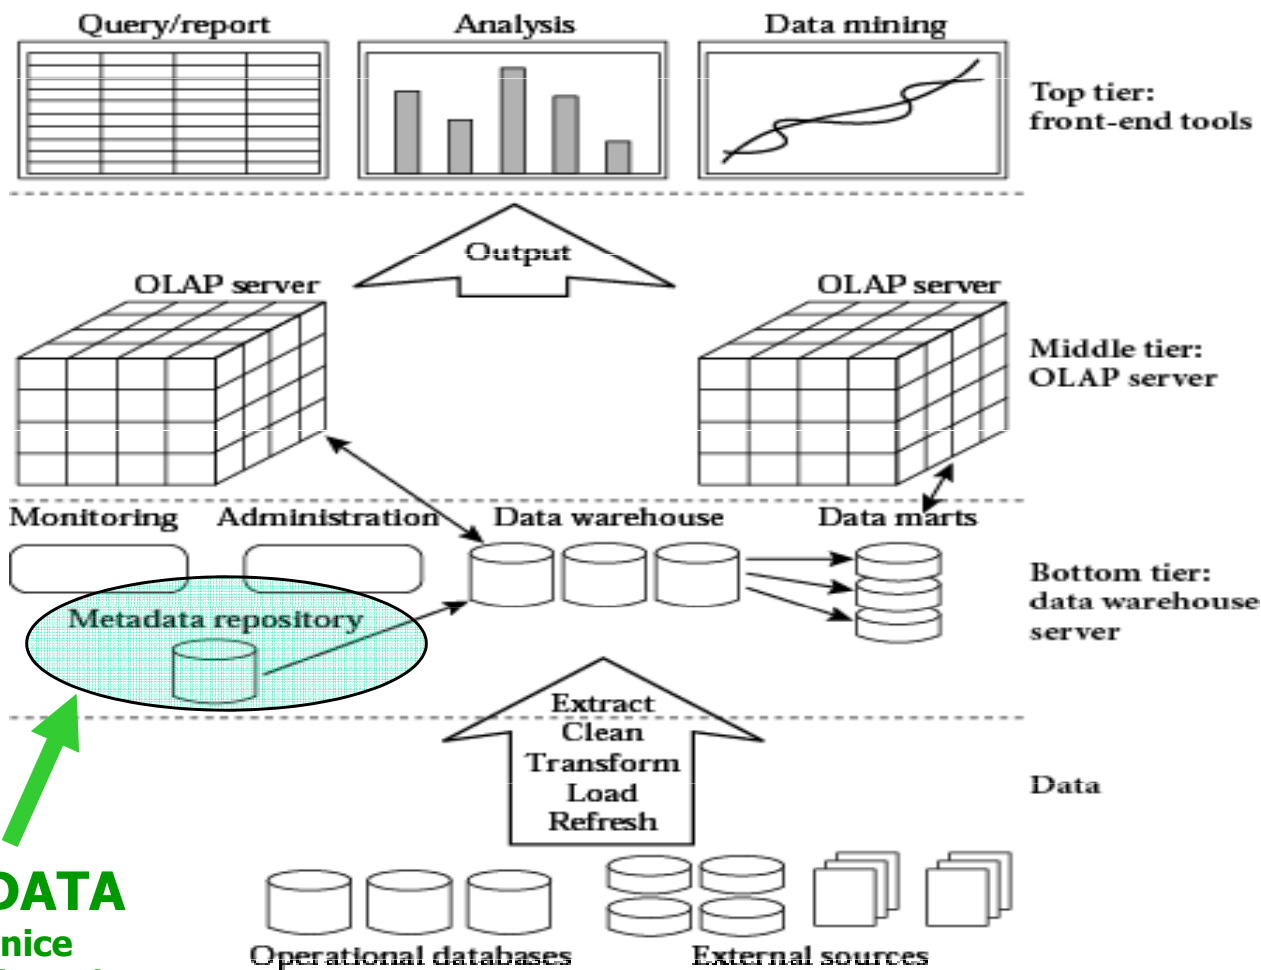 Query/report
Analysis
Data mining
Top tier:
front-end tools
Output
OLAP server
OLAP server
Middle tier:
OLAP server
Monitoring
Administration
Data warehouse
Data marts
Bottom tier:
data warehouse
server
Metadata repository
Extract
Clean
Transform
Load
Refresh
Data
DATA
nice
Operational databases
External sources